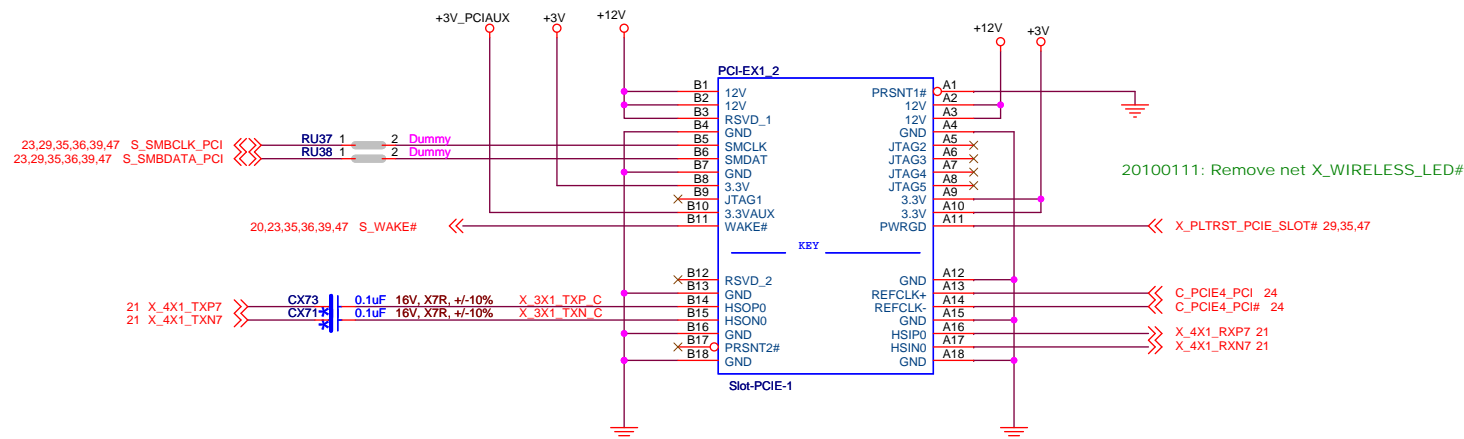 +3V_PCIAUX +3V +12V +12V +3V
PCI-EX1_2
B1 12V PRSNT1# A1
B2 12V 12V A2
B3 RSVD_1 12V A3
B4 GND GND A4
23,29,35,36,39,47 S_SMBCLK_PCI RU37 1 2 Dummy B5 SMCLK JTAG2 A5
23,29,35,36,39,47 S_SMBDATA_PCI RU38 1 2 Dummy B6 SMDAT JTAG3 A6
B7 GND JTAG4 A7
20100111: Remove net X_WIRELESS_LED#
B8 3.3V JTAG5 A8
B9 JTAG1 3.3V A9
B10 3.3VAUX 3.3V A10
20,23,35,36,39,47 S_WAKE# B11 WAKE# PWRGD A11 X_PLTRST_PCIE_SLOT# 29,35,47
KEY
B12 RSVD_2 GND A12
B13 GND REFCLK+ A13 C_PCIE4_PCI 24
21 X_4X1_TXP7 CX73 0.1uF 16V, X7R, +/-10% X_3X1_TXP_C B14 HSOP0 REFCLK- A14 C_PCIE4_PCI# 24
21 X_4X1_TXN7 CX71 0.1uF 16V, X7R, +/-10% X_3X1_TXN_C B15 HSON0 GND A15
B16 GND HSIP0 A16 X_4X1_RXP7 21
B17 PRSNT2# HSIN0 A17 X_4X1_RXN7 21
B18 GND GND A18
Slot-PCIE-1